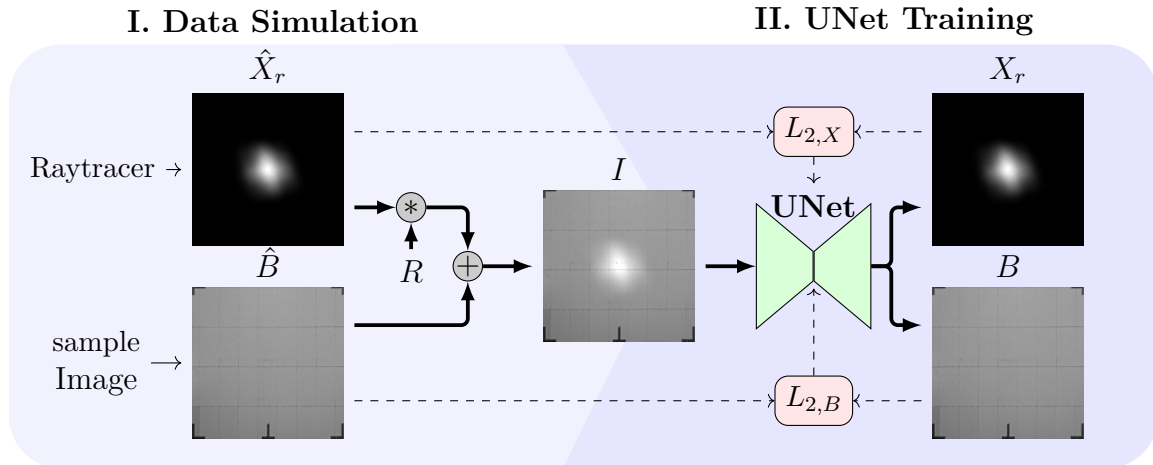 I. Data Simulation
II. UNet Training
X̂_r
X_r
L_{2,X}
Raytracer
I
*
UNet
R
+
B̂
B
sample
Image
L_{2,B}